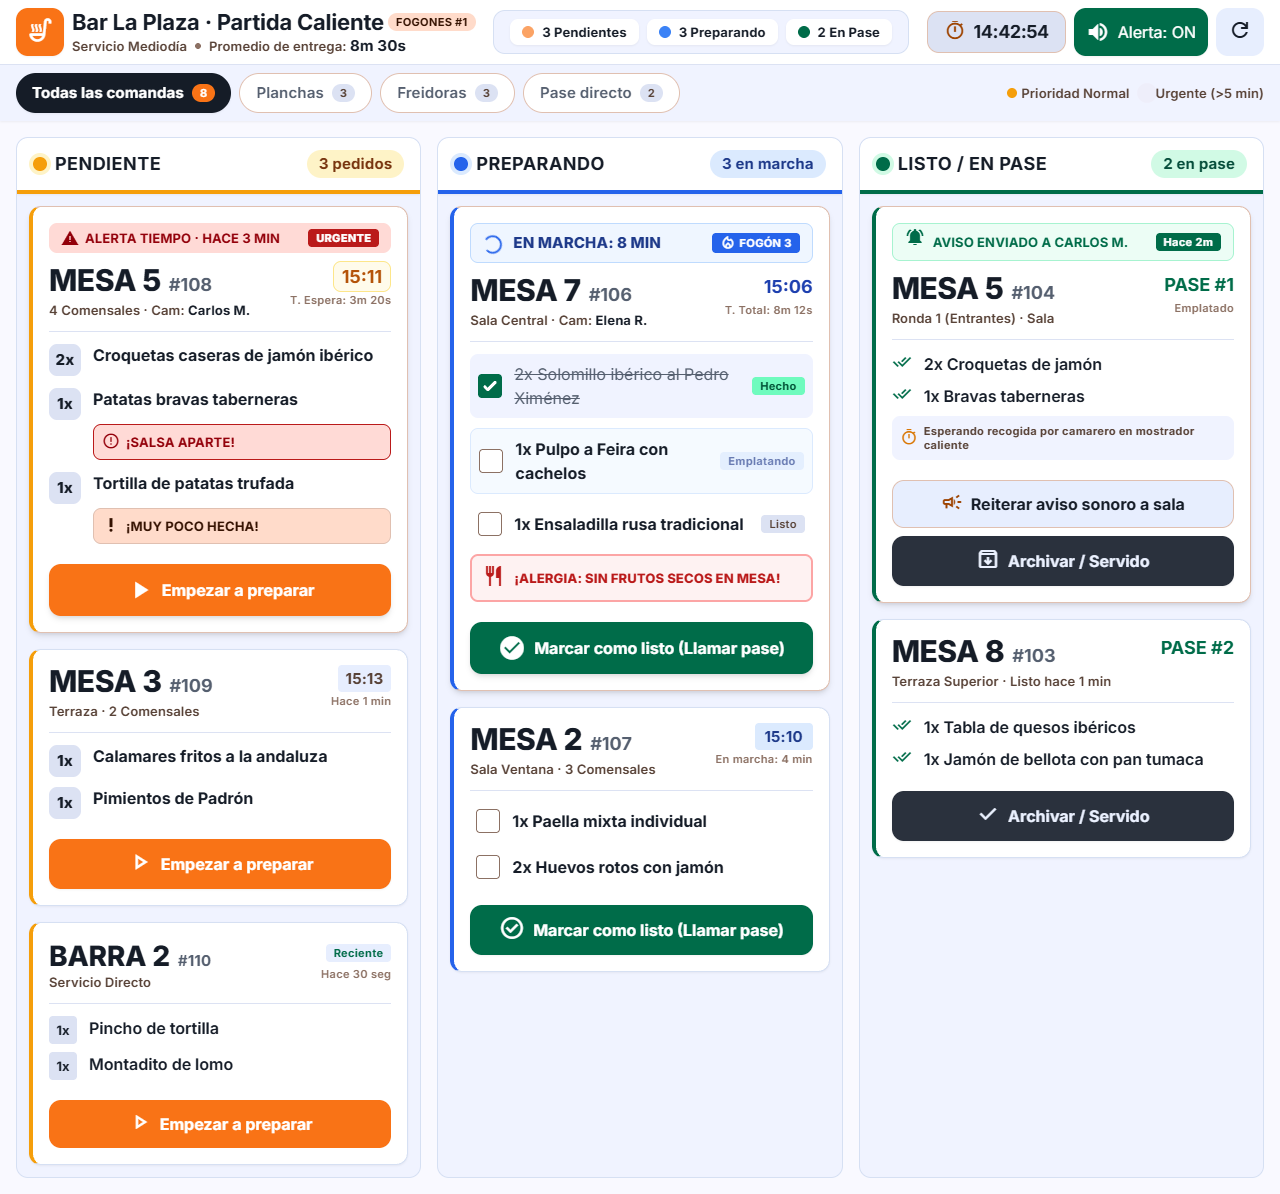 Bar La Plaza · Partida Caliente FOGONES #1
Servicio Mediodía • Promedio de entrega: 8m 30s
3 Pendientes 3 Preparando 2 En Pase
14:42:54
Alerta: ON
Todas las comandas 8
Planchas 3
Freidoras 3
Pase directo 2
Prioridad Normal
Urgente (>5 min)
PENDIENTE 3 pedidos
ALERTA TIEMPO · HACE 3 MIN URGENTE
MESA 5 #108 15:11
4 Comensales · Cam: Carlos M. T. Espera: 3m 20s
2x Croquetas caseras de jamón ibérico
1x Patatas bravas taberneras
¡SALSA APARTE!
1x Tortilla de patatas trufada
¡MUY POCO HECHA!
Empezar a preparar
MESA 3 #109 15:13
Terraza · 2 Comensales Hace 1 min
1x Calamares fritos a la andaluza
1x Pimientos de Padrón
Empezar a preparar
BARRA 2 #110 Reciente
Servicio Directo Hace 30 seg
1x Pincho de tortilla
1x Montadito de lomo
Empezar a preparar
PREPARANDO 3 en marcha
EN MARCHA: 8 MIN FOGÓN 3
MESA 7 #106 15:06
Sala Central · Cam: Elena R. T. Total: 8m 12s
2x Solomillo ibérico al Pedro
Ximénez
Hecho
1x Pulpo a Feira con
cachelos
Emplatando
1x Ensaladilla rusa tradicional Listo
¡ALERGIA: SIN FRUTOS SECOS EN MESA!
Marcar como listo (Llamar pase)
MESA 2 #107 15:10
Sala Ventana · 3 Comensales En marcha: 4 min
1x Paella mixta individual
2x Huevos rotos con jamón
Marcar como listo (Llamar pase)
LISTO / EN PASE 2 en pase
AVISO ENVIADO A CARLOS M. Hace 2m
MESA 5 #104 PASE #1
Ronda 1 (Entrantes) · Sala Emplatado
2x Croquetas de jamón
1x Bravas taberneras
Esperando recogida por camarero en mostrador
caliente
Reiterar aviso sonoro a sala
Archivar / Servido
MESA 8 #103 PASE #2
Terraza Superior · Listo hace 1 min
1x Tabla de quesos ibéricos
1x Jamón de bellota con pan tumaca
Archivar / Servido